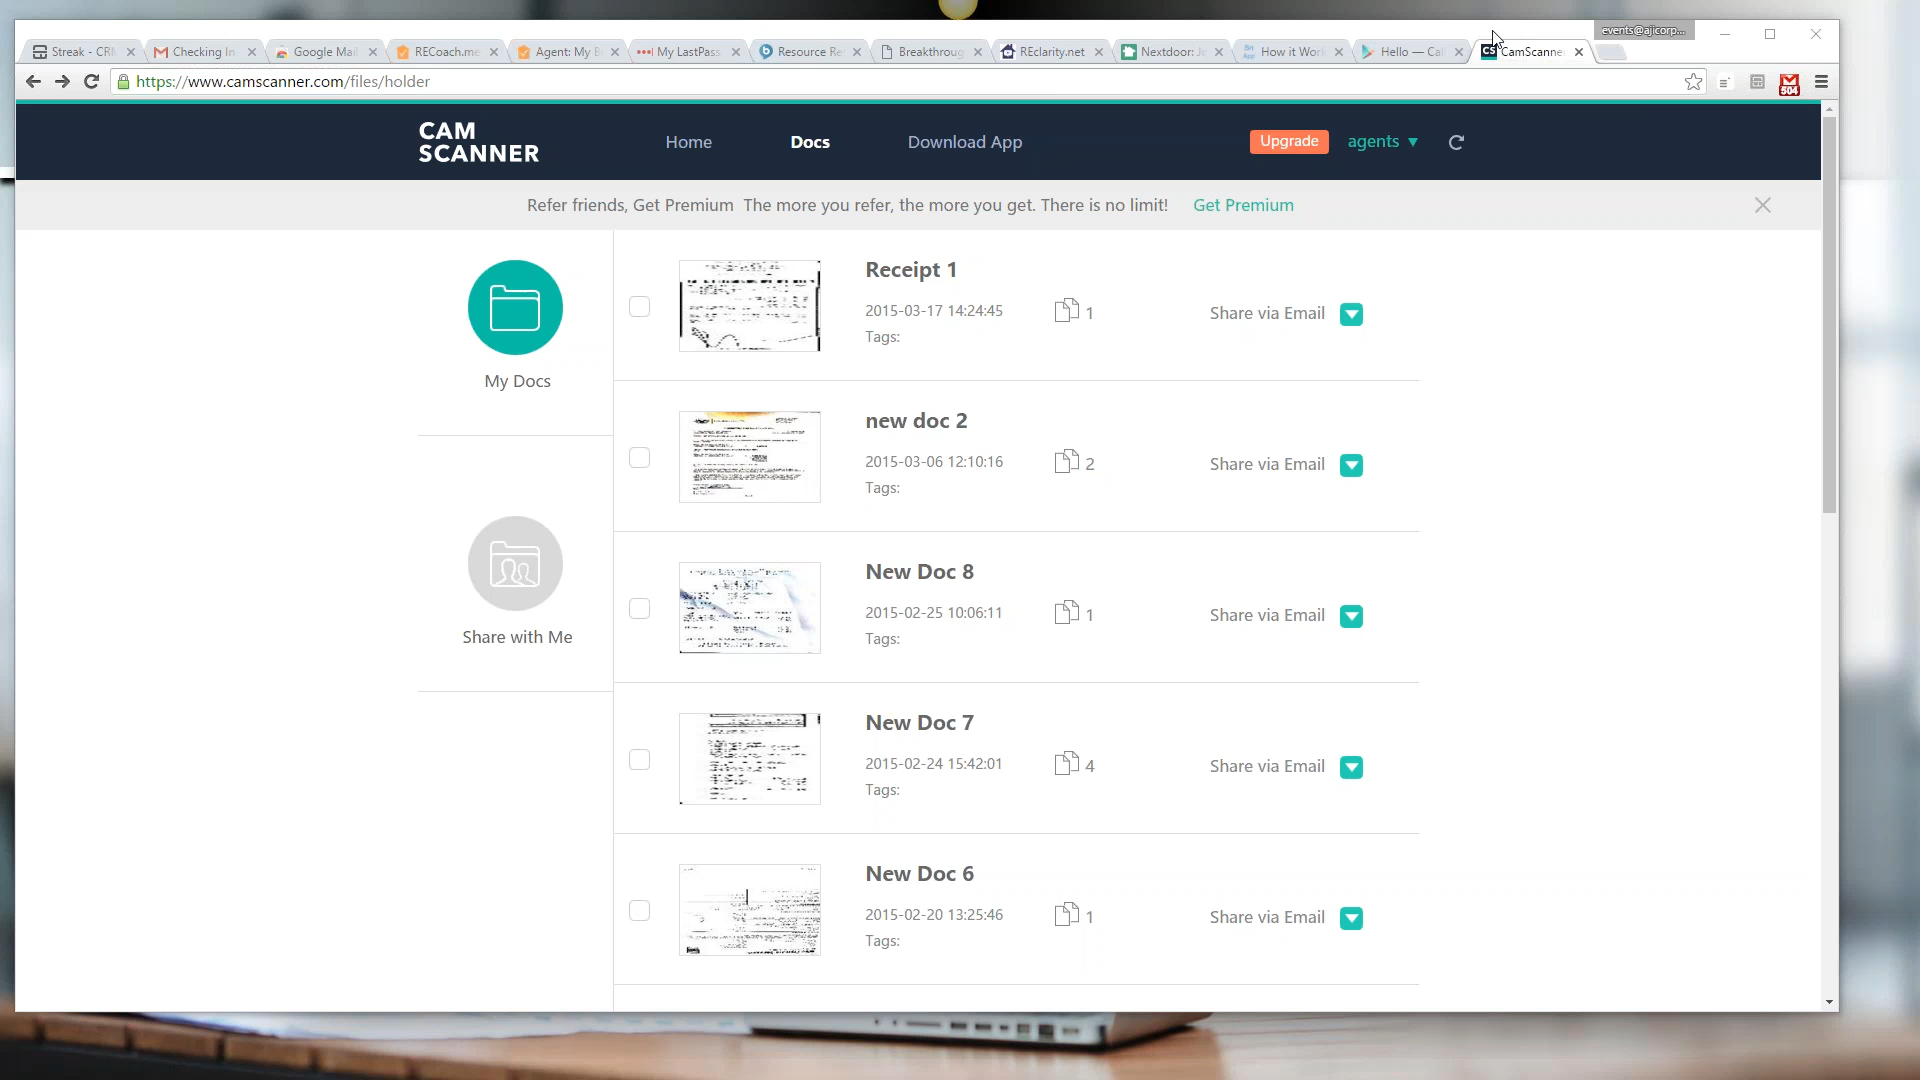 events@ajjcorp...
Streak - CR
Checking In
Google Mail
RECoach.me
Agent: My
My LastPass
Resource Re
Breakthroug
REclarity.net
Nextdoor:
How it Work
Hello — Cal
CamScanne
https://www.camscanner.com/files/holder
504
CAM
SCANNER
Home
Docs
Download App
Upgrade
agents
Refer friends, Get Premium The more you refer, the more you get. There is no limit! Get Premium
My Docs
Share with Me
Receipt 1
2015-03-17 14:24:45
1
Share via Email
Tags:
new doc 2
2015-03-06 12:10:16
2
Share via Email
Tags:
New Doc 8
2015-02-25 10:06:11
1
Share via Email
Tags:
New Doc 7
2015-02-24 15:42:01
4
Share via Email
Tags:
New Doc 6
2015-02-20 13:25:46
1
Share via Email
Tags: